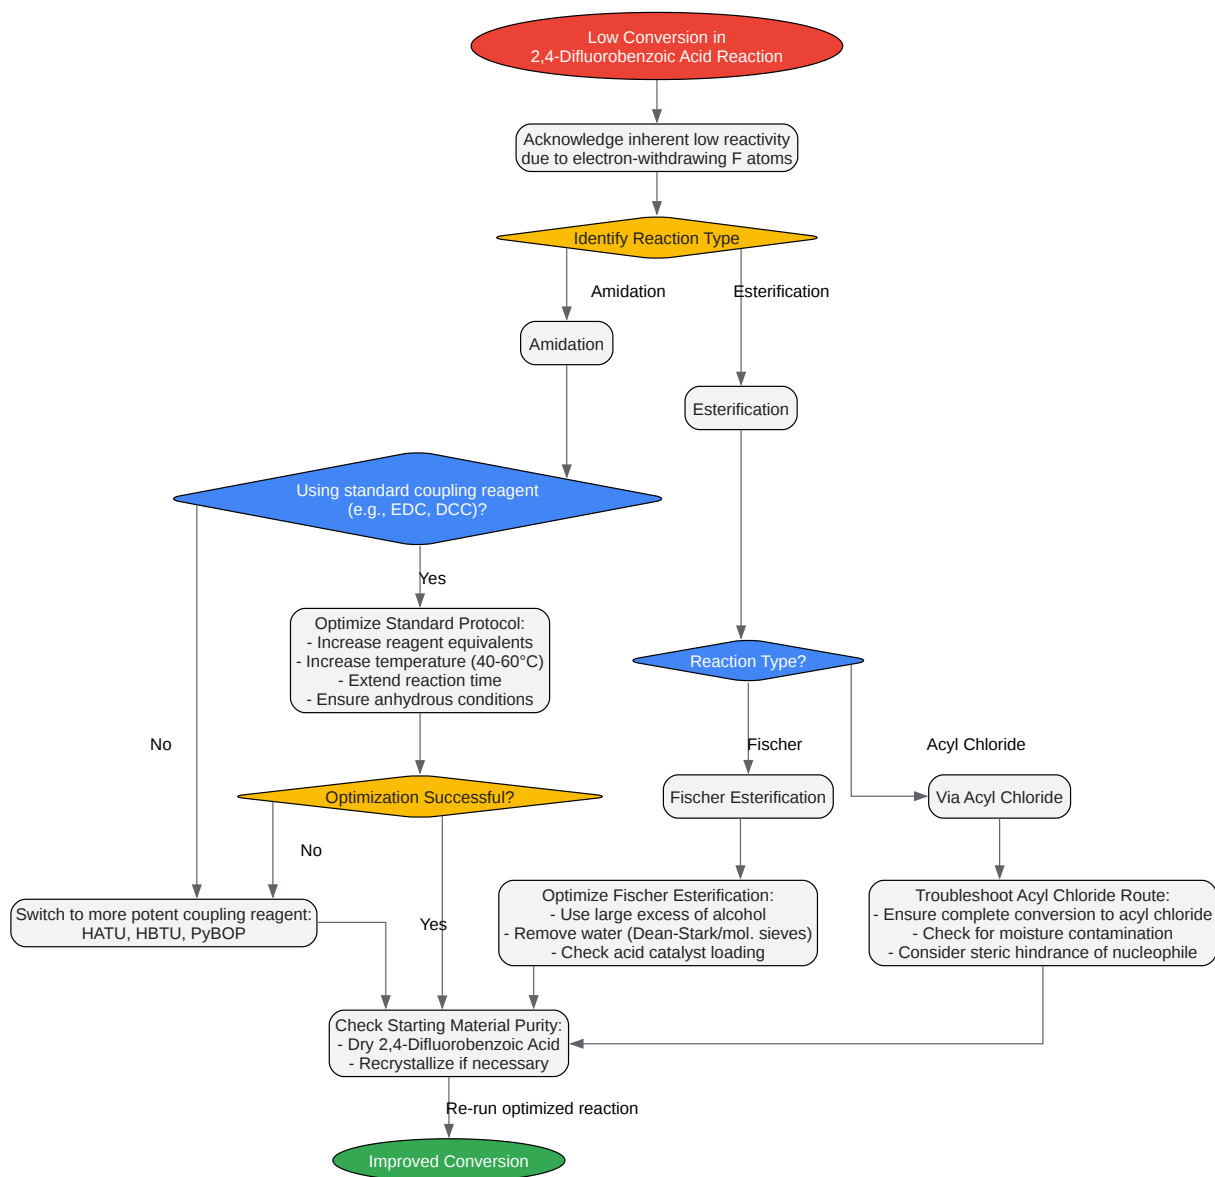 Low Conversion in
2,4-Difluorobenzoic Acid Reaction
Acknowledge inherent low reactivity
due to electron-withdrawing F atoms
Identify Reaction Type
Amidation
Esterification
Amidation
Esterification
Using standard coupling reagent
(e.g., EDC, DCC)?
Yes
Optimize Standard Protocol:
- Increase reagent equivalents
- Increase temperature (40-60°C)
- Extend reaction time
- Ensure anhydrous conditions
Reaction Type?
No
Fischer
Acyl Chloride
Optimization Successful?
Fischer Esterification
Via Acyl Chloride
No
Switch to more potent coupling reagent:
HATU, HBTU, PyBOP
Yes
Optimize Fischer Esterification:
- Use large excess of alcohol
- Remove water (Dean-Stark/mol. sieves)
- Check acid catalyst loading
Troubleshoot Acyl Chloride Route:
- Ensure complete conversion to acyl chloride
- Check for moisture contamination
- Consider steric hindrance of nucleophile
Check Starting Material Purity:
- Dry 2,4-Difluorobenzoic Acid
- Recrystallize if necessary
Re-run optimized reaction
Improved Conversion